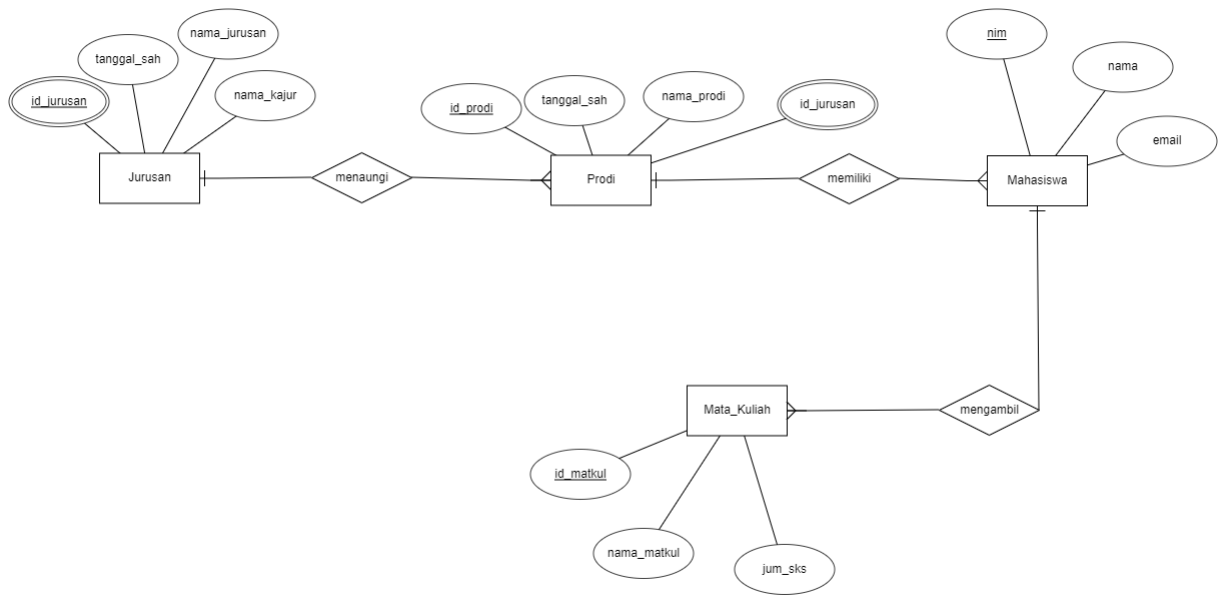 nama_jurusan
tanggal_sah
id_jurusan
nama_kajur
Jurusan
menaungi
id_prodi
tanggal_sah
nama_prodi
id_jurusan
Prodi
memiliki
nim
nama
email
Mahasiswa
mengambil
Mata_Kuliah
id_matkul
nama_matkul
jum_sks